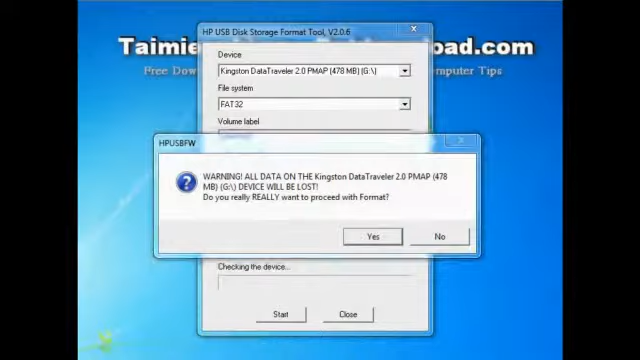 HP USB Disk Storage Format Tool, V2.0.6
Taimie
oad.com
Free Dow
mputer Tips
Device
Kingston DataTraveler 2.0 PMAP (478 MB) (G:\)
File system
FAT32
Volume label
HPUSBFW
WARNING! ALL DATA ON THE Kingston DataTraveler 2.0 PMAP (478
MB) (G:\) DEVICE WILL BE LOST!
Do you really REALLY want to proceed with Format?
Yes No
Checking the device...
Start Close